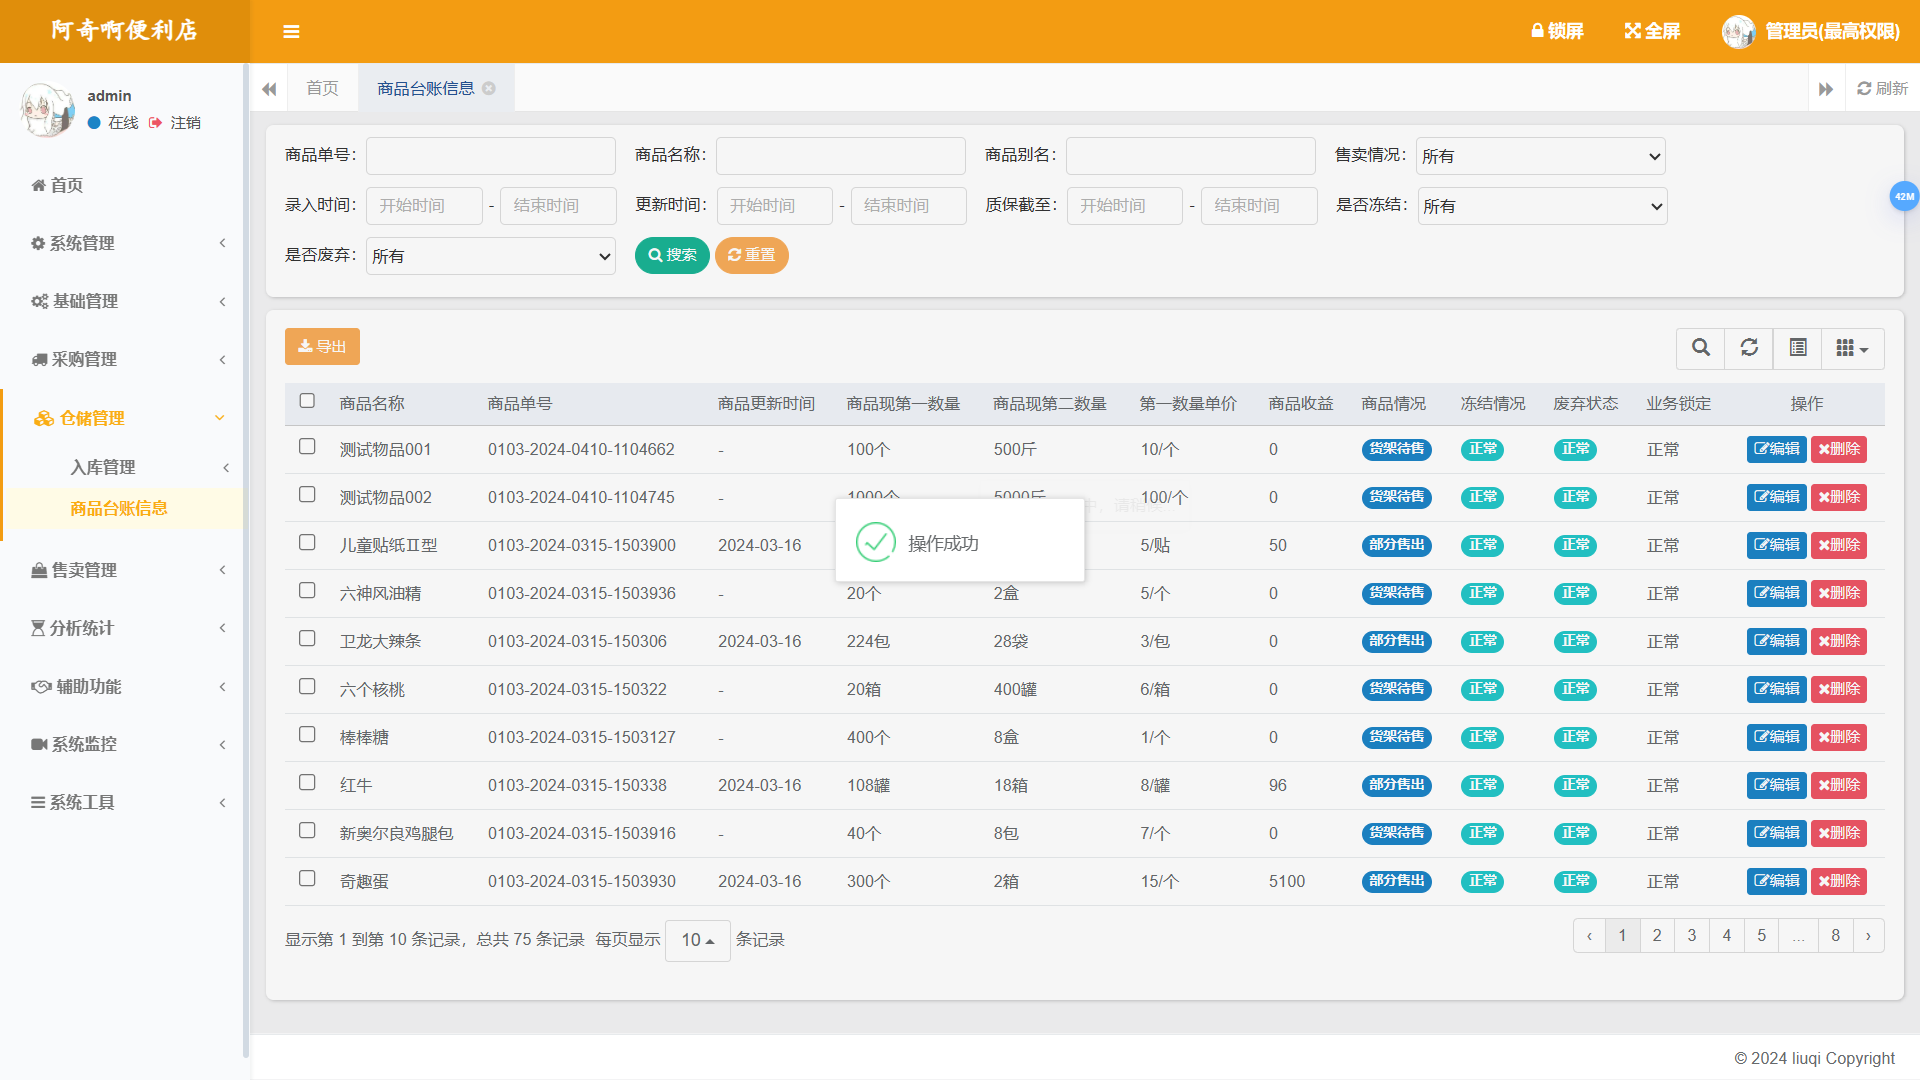 阿奇啊便利店
锁屏 全屏 管理员(最高权限)
admin
在线 注销
首页 商品台账信息 刷新
首页
系统管理
基础管理
采购管理
仓储管理
入库管理
商品台账信息
售卖管理
分析统计
辅助功能
系统监控
系统工具
商品单号: 商品名称: 商品别名: 售卖情况: 所有
录入时间: 开始时间 - 结束时间 更新时间: 开始时间 - 结束时间 质保截至: 开始时间 - 结束时间 是否冻结: 所有
42M
是否废弃: 所有 搜索 重置
导出
商品名称 商品单号 商品更新时间 商品现第一数量 商品现第二数量 第一数量单价 商品收益 商品情况 冻结情况 废弃状态 业务锁定 操作
测试物品001 0103-2024-0410-1104662 - 100个 500斤 10/个 0 货架待售 正常 正常 正常 编辑 删除
测试物品002 0103-2024-0410-1104745 - 1000个 5000斤 100/个 0 货架待售 正常 正常 正常 编辑 删除
中，请稍候...
操作成功
儿童贴纸Ⅱ型 0103-2024-0315-1503900 2024-03-16 5/贴 50 部分售出 正常 正常 正常 编辑 删除
六神风油精 0103-2024-0315-1503936 - 20个 2盒 5/个 0 货架待售 正常 正常 正常 编辑 删除
卫龙大辣条 0103-2024-0315-150306 2024-03-16 224包 28袋 3/包 0 部分售出 正常 正常 正常 编辑 删除
六个核桃 0103-2024-0315-150322 - 20箱 400罐 6/箱 0 货架待售 正常 正常 正常 编辑 删除
棒棒糖 0103-2024-0315-1503127 - 400个 8盒 1/个 0 货架待售 正常 正常 正常 编辑 删除
红牛 0103-2024-0315-150338 2024-03-16 108罐 18箱 8/罐 96 部分售出 正常 正常 正常 编辑 删除
新奥尔良鸡腿包 0103-2024-0315-1503916 - 40个 8包 7/个 0 货架待售 正常 正常 正常 编辑 删除
奇趣蛋 0103-2024-0315-1503930 2024-03-16 300个 2箱 15/个 5100 部分售出 正常 正常 正常 编辑 删除
显示第 1 到第 10 条记录，总共 75 条记录 每页显示 10 条记录 ‹ 1 2 3 4 5 ... 8 ›
© 2024 liuqi Copyright